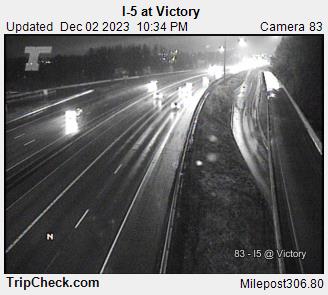 I-5 at Victory
Updated Dec 02 2023 10:34 PM Camera 83
T
N
83 - I5 @ Victory
TripCheck.com Milepost306.80